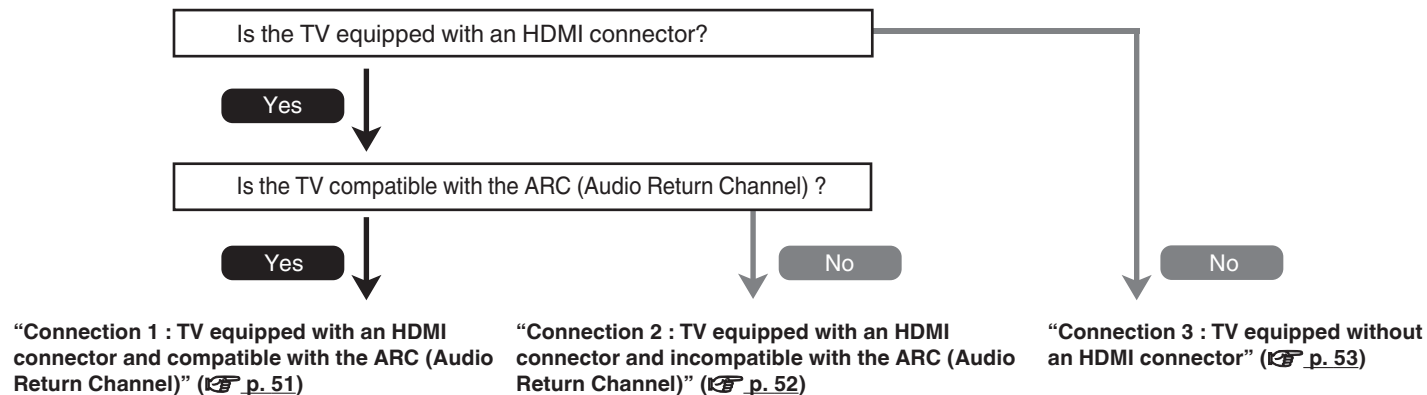 Is the TV equipped with an HDMI connector?
Yes
Is the TV compatible with the ARC (Audio Return Channel) ?
Yes
No
No
“Connection 1 : TV equipped with an HDMI
connector and compatible with the ARC (Audio
Return Channel)” (☞ p. 51)
“Connection 2 : TV equipped with an HDMI
connector and incompatible with the ARC (Audio
Return Channel)” (☞ p. 52)
“Connection 3 : TV equipped without
an HDMI connector” (☞ p. 53)